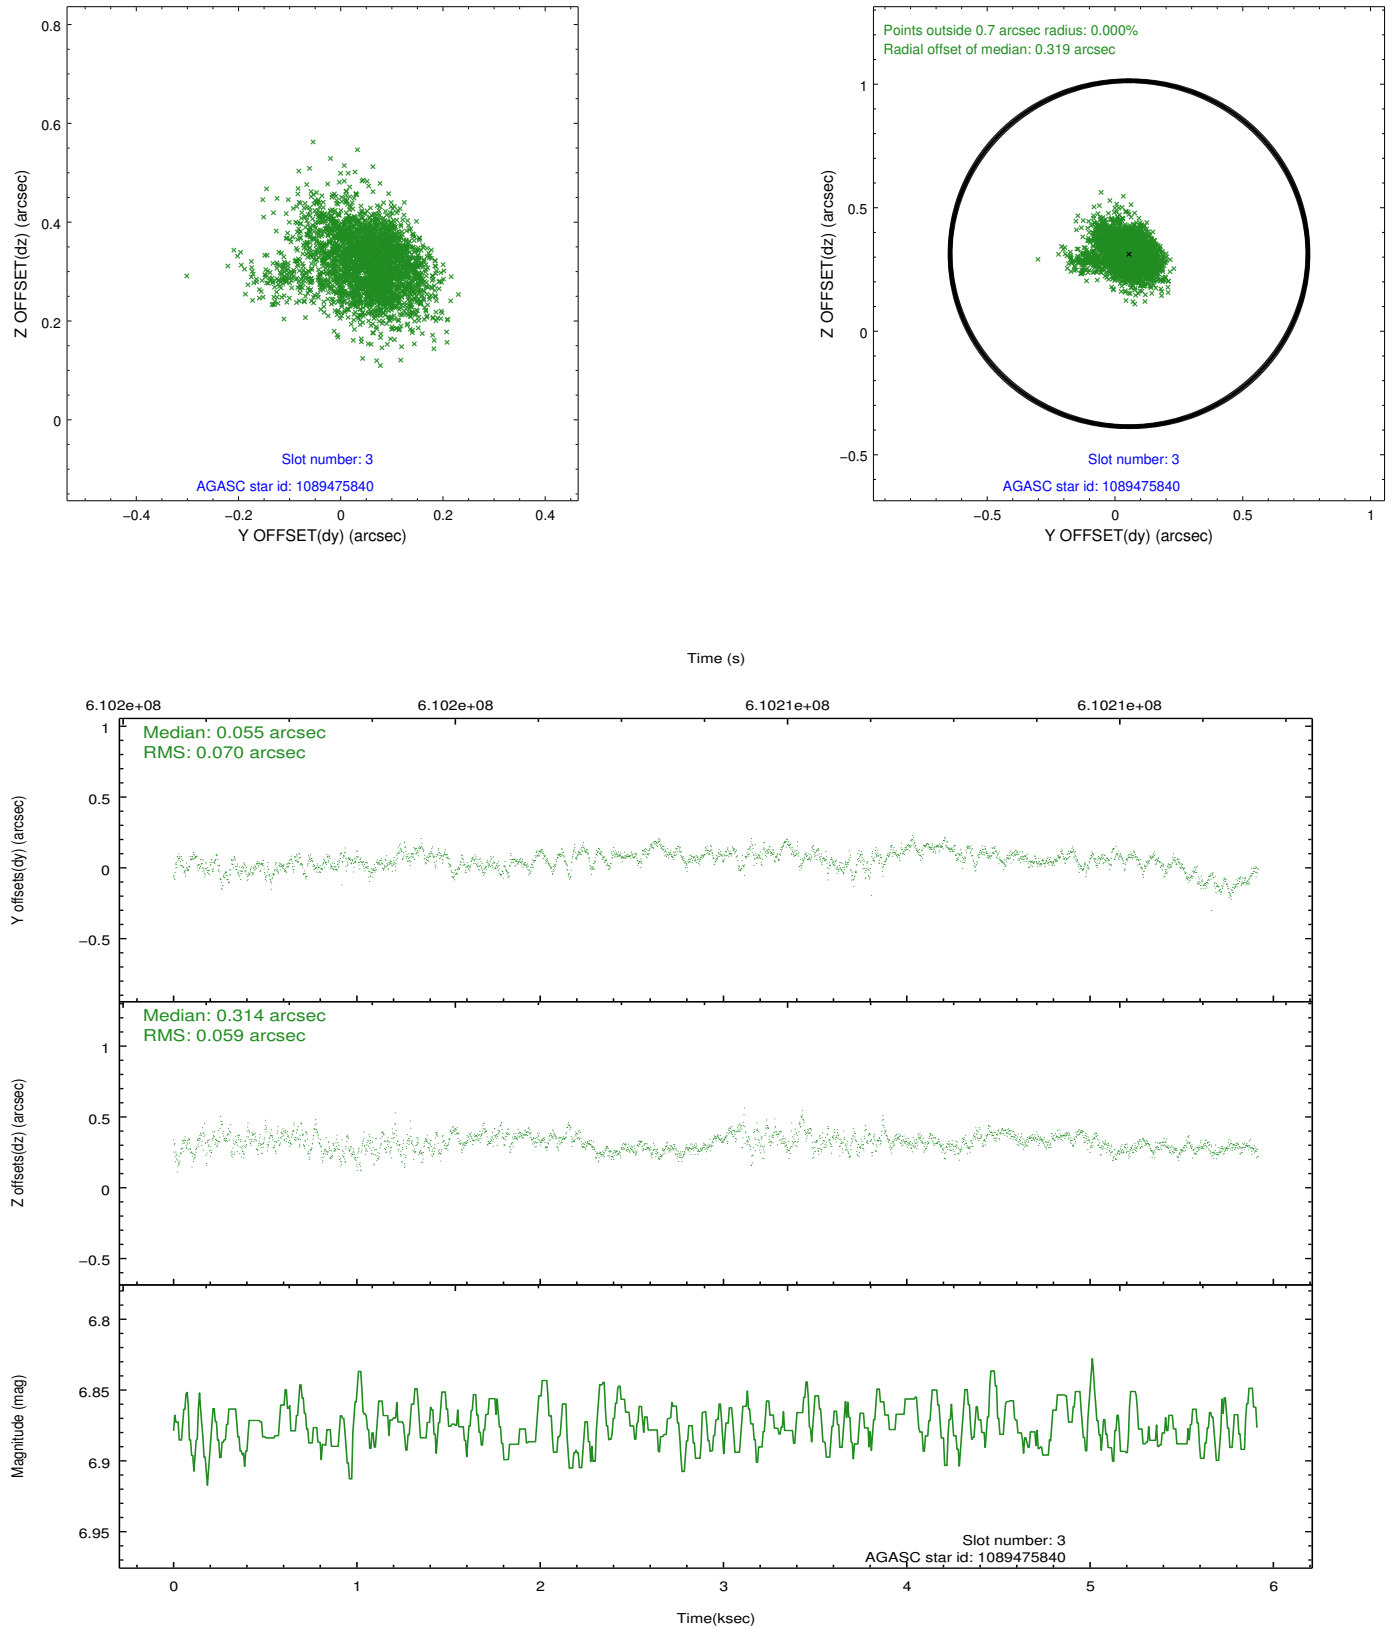 0.8
0.6
0.4
0.2
0
Z OFFSET(dz) (arcsec)
Slot number: 3
AGASC star id: 1089475840
−0.4 −0.2 0 0.2 0.4
Y OFFSET(dy) (arcsec)
Points outside 0.7 arcsec radius: 0.000%
Radial offset of median: 0.319 arcsec
1
0.5
0
−0.5
Z OFFSET(dz) (arcsec)
Slot number: 3
AGASC star id: 1089475840
−0.5 0 0.5 1
Y OFFSET(dy) (arcsec)
Time (s)
6.102e+08 6.102e+08 6.1021e+08 6.1021e+08
Median: 0.055 arcsec
RMS: 0.070 arcsec
1
0.5
0
−0.5
Y offsets(dy) (arcsec)
Median: 0.314 arcsec
RMS: 0.059 arcsec
1
0.5
0
−0.5
Z offsets(dz) (arcsec)
6.8
6.85
6.9
6.95
Magnitude (mag)
Slot number: 3
AGASC star id: 1089475840
0 1 2 3 4 5 6
Time(ksec)